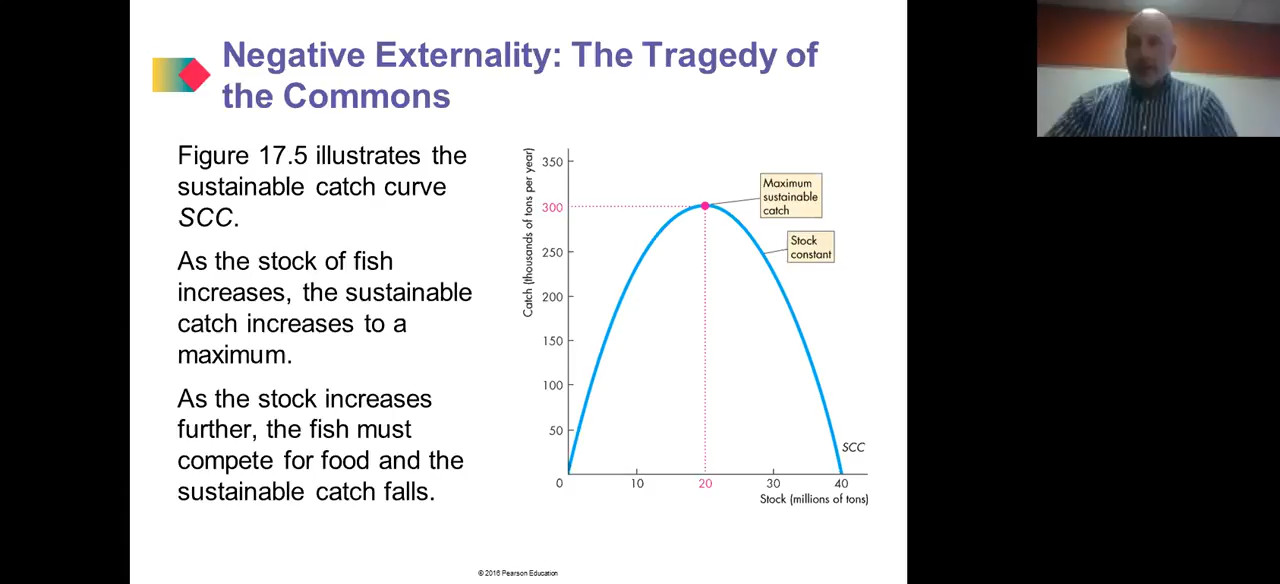 Negative Externality: The Tragedy of
the Commons
Figure 17.5 illustrates the
sustainable catch curve
SCC.
As the stock of fish
increases, the sustainable
catch increases to a
maximum.
As the stock increases
further, the fish must
compete for food and the
sustainable catch falls.
Catch (thousands of tons per year)
350
300
250
200
150
100
50
0
10
20
30
40
Stock (millions of tons)
Maximum
sustainable
catch
Stock
constant
SCC
© 2016 Pearson Education